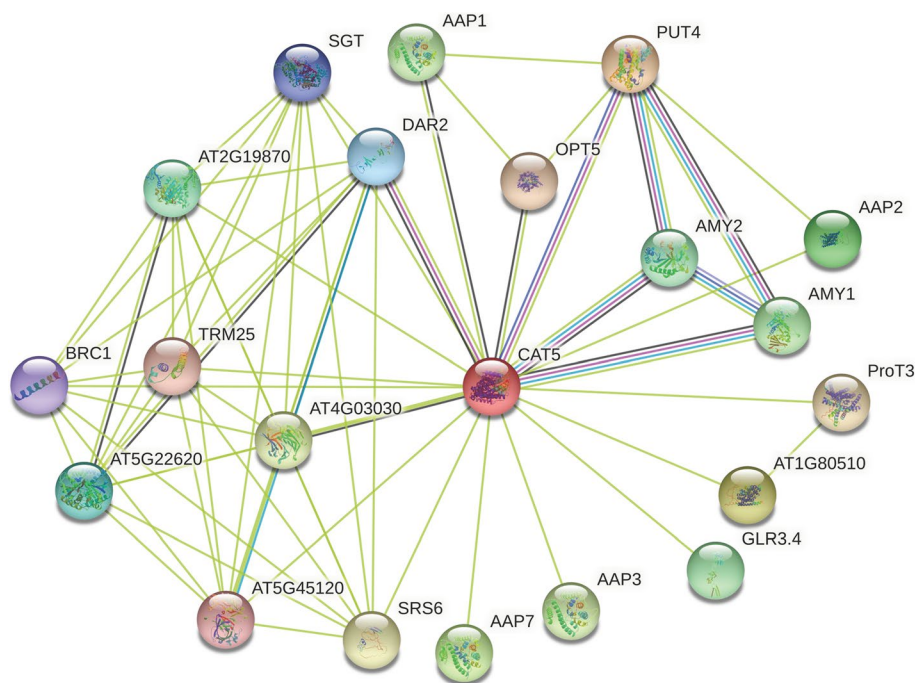 AAP1
PUT4
SGT
DAR2
OPT5
AT2G19870
AAP2
AMY2
AMY1
TRM25
BRC1
CAT5
ProT3
AT4G03030
AT5G22620
AT1G80510
GLR3.4
AT5G45120
AAP3
SRS6
AAP7